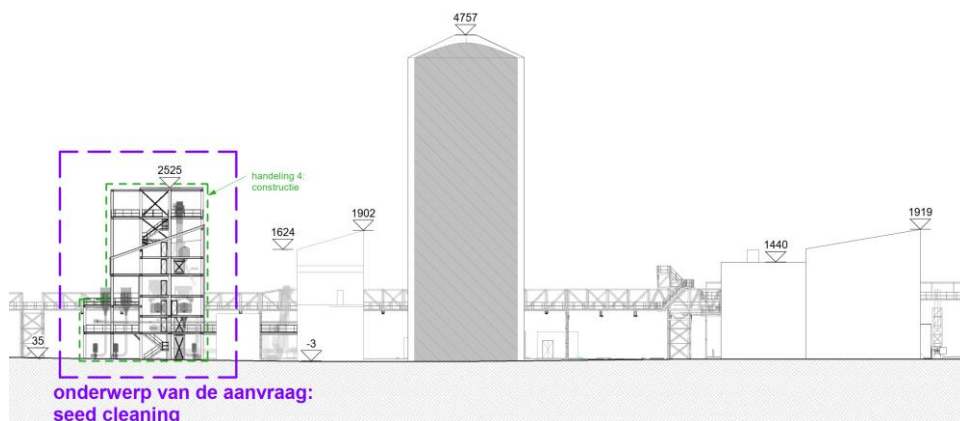 4757
2525
handeling 4:
constructie
1624
1902
1440
1919
35
-3
onderwerp van de aanvraag:
seed cleaning